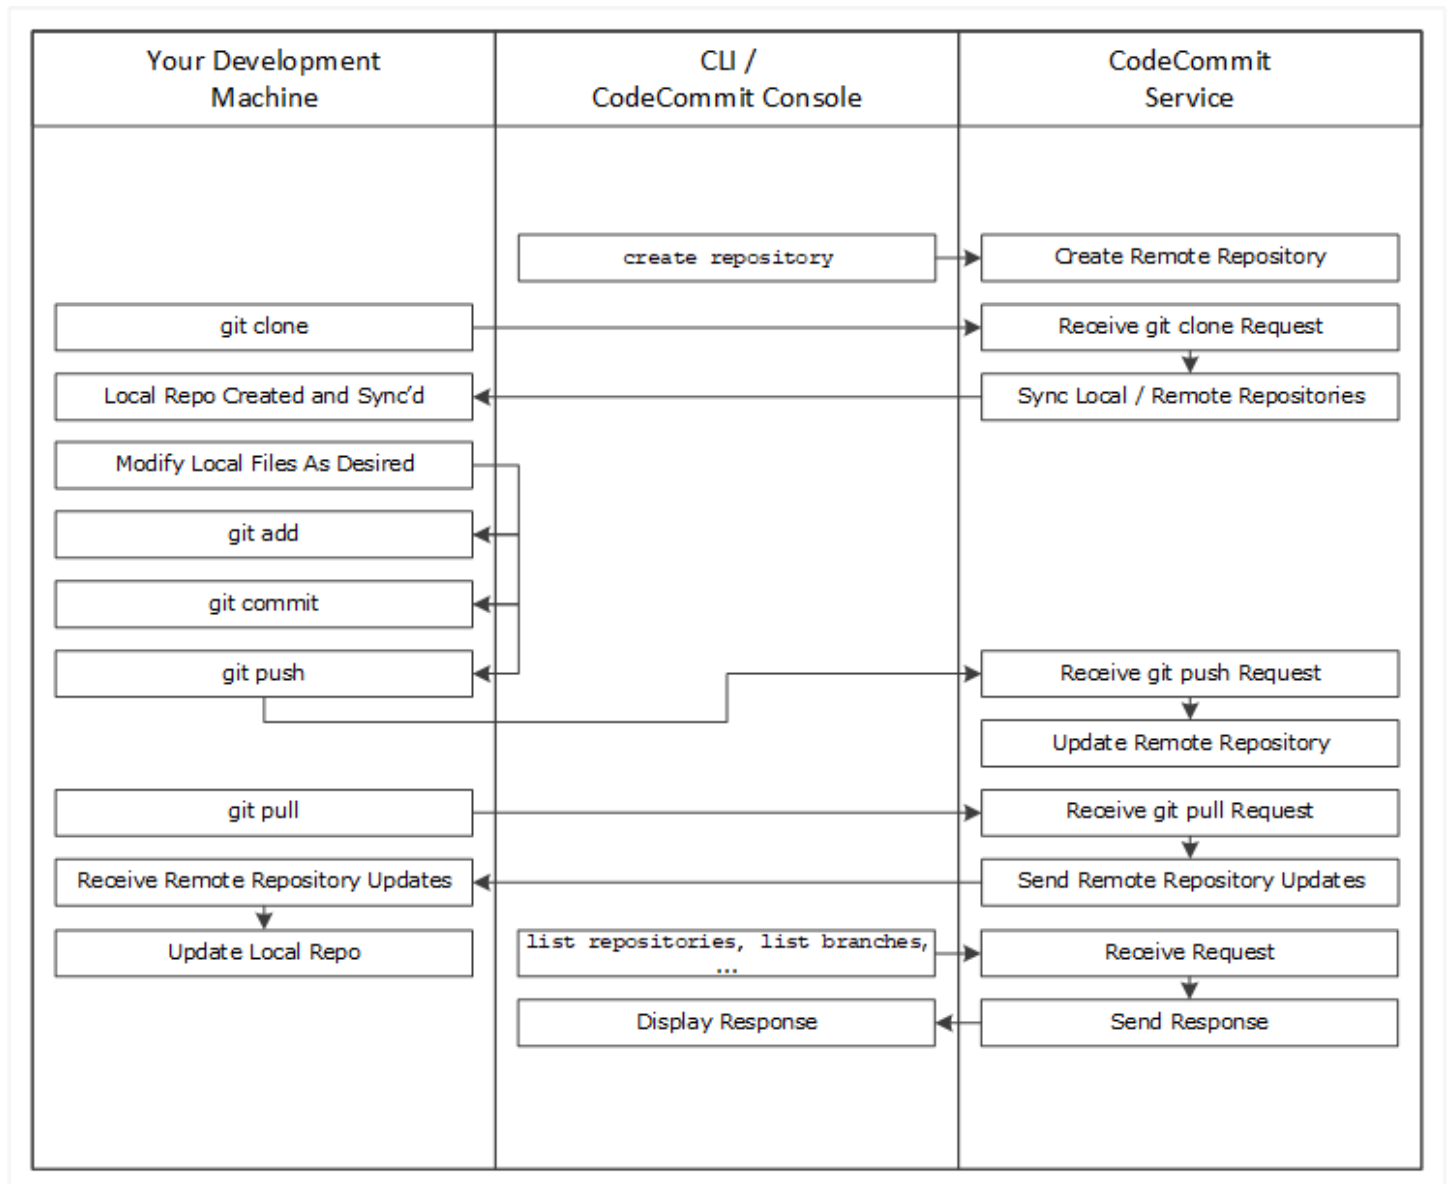 Your Development
Machine
CLI /
CodeCommit Console
CodeCommit
Service
create repository
Create Remote Repository
git clone
Receive git clone Request
Local Repo Created and Sync’d
Sync Local / Remote Repositories
Modify Local Files As Desired
git add
git commit
git push
Receive git push Request
Update Remote Repository
git pull
Receive git pull Request
Receive Remote Repository Updates
Send Remote Repository Updates
Update Local Repo
list repositories, list branches,
...
Receive Request
Display Response
Send Response